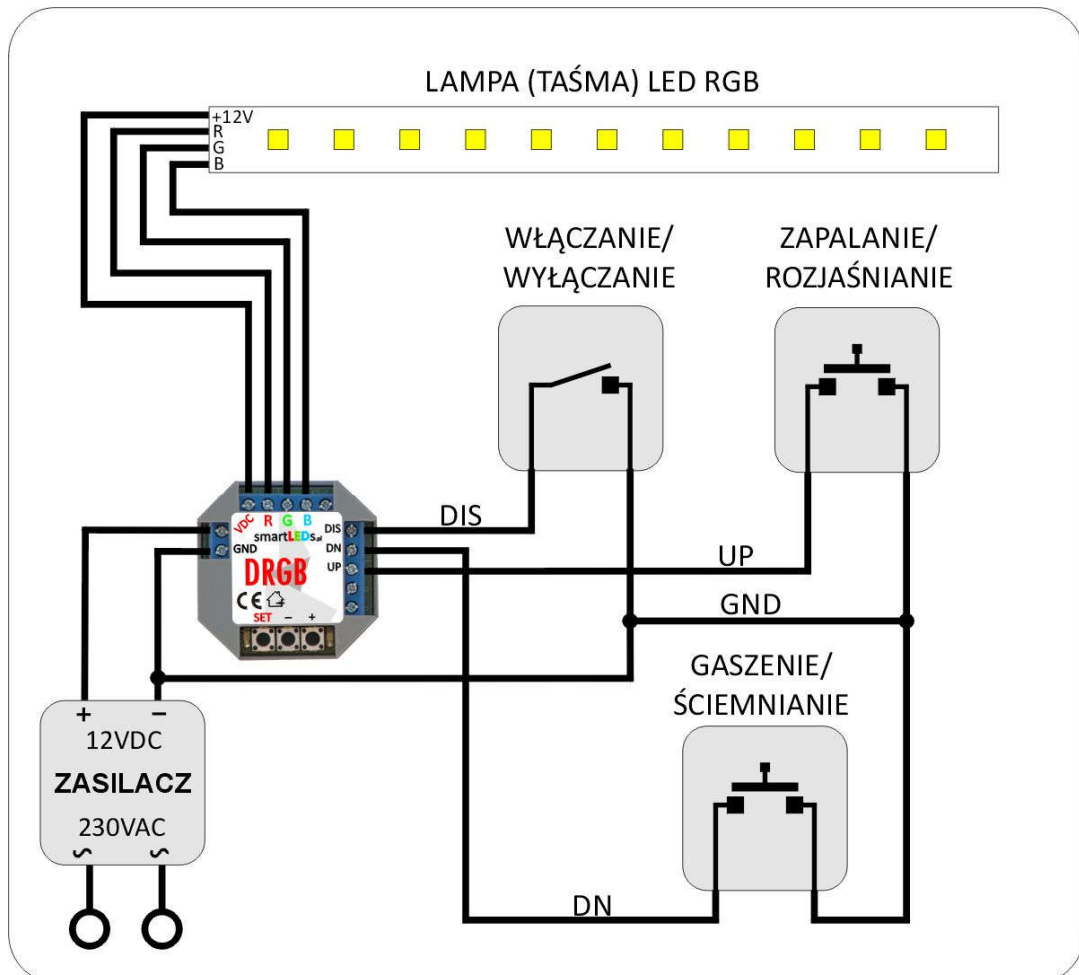 LAMPA (TAŚMA) LED RGB
+12V
R
G
B
WŁĄCZANIE/
WYŁĄCZANIE
ZAPALANIE/
ROZJAŚNIANIE
VDC R G B
smartLEDs.pl
DIS
GND
DN
DRGB
UP
CE
SET - +
DIS
UP
GND
GASZENIE/
ŚCIEMNIANIE
+ −
12VDC
ZASILACZ
230VAC
~ ~
DN